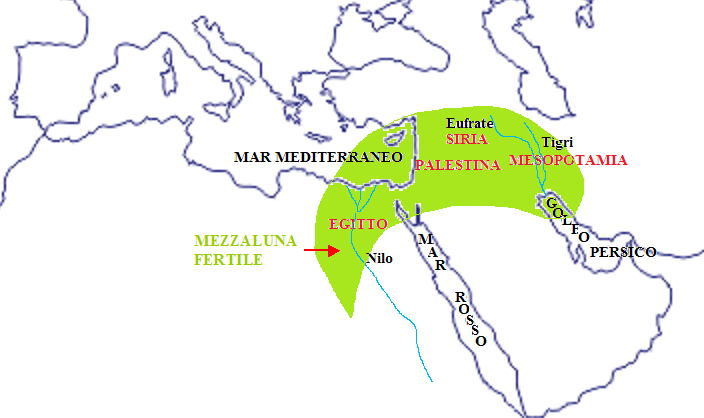 Eufrate
SIRIA
Tigri
MAR MEDITERRANEO
PALESTINA
MESOPOTAMIA
GOLFO
PERSICO
EGITTO
MEZZALUNA
FERTILE
Nilo
MAR
ROSSO